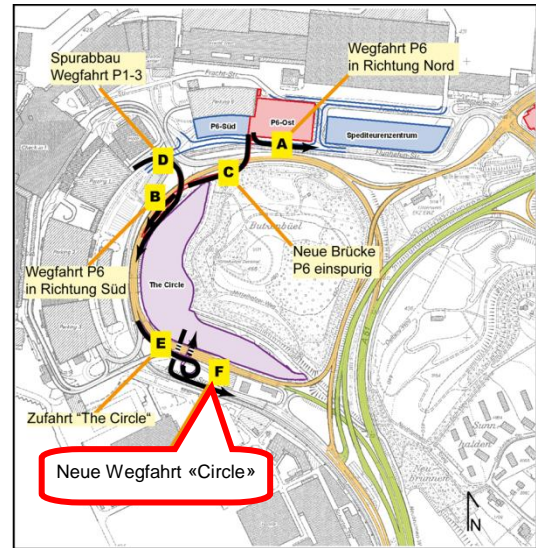 Spurabbau
Wegfahrt P1-3
Wegfahrt P6
in Richtung Nord
P6-Süd
P6-Ost
Spediteurenzentrum
A
D
C
B
Butzenbüel
Neue Brücke
P6 einspurig
Wegfahrt P6
in Richtung Süd
The Circle
E
F
Zufahrt "The Circle"
Neue Wegfahrt «Circle»
N